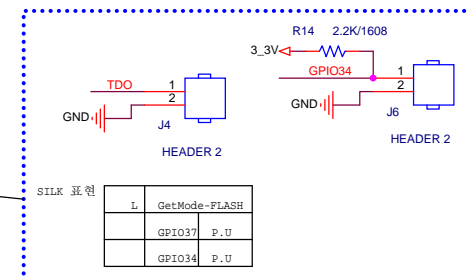 R14 2.2K/1608
3_3V
GPIO34
TDO 1
2
GND
J4
HEADER 2
1
2
GND
J6
HEADER 2
SILK 표현
L GetMode-FLASH
GPIO37 P.U
GPIO34 P.U